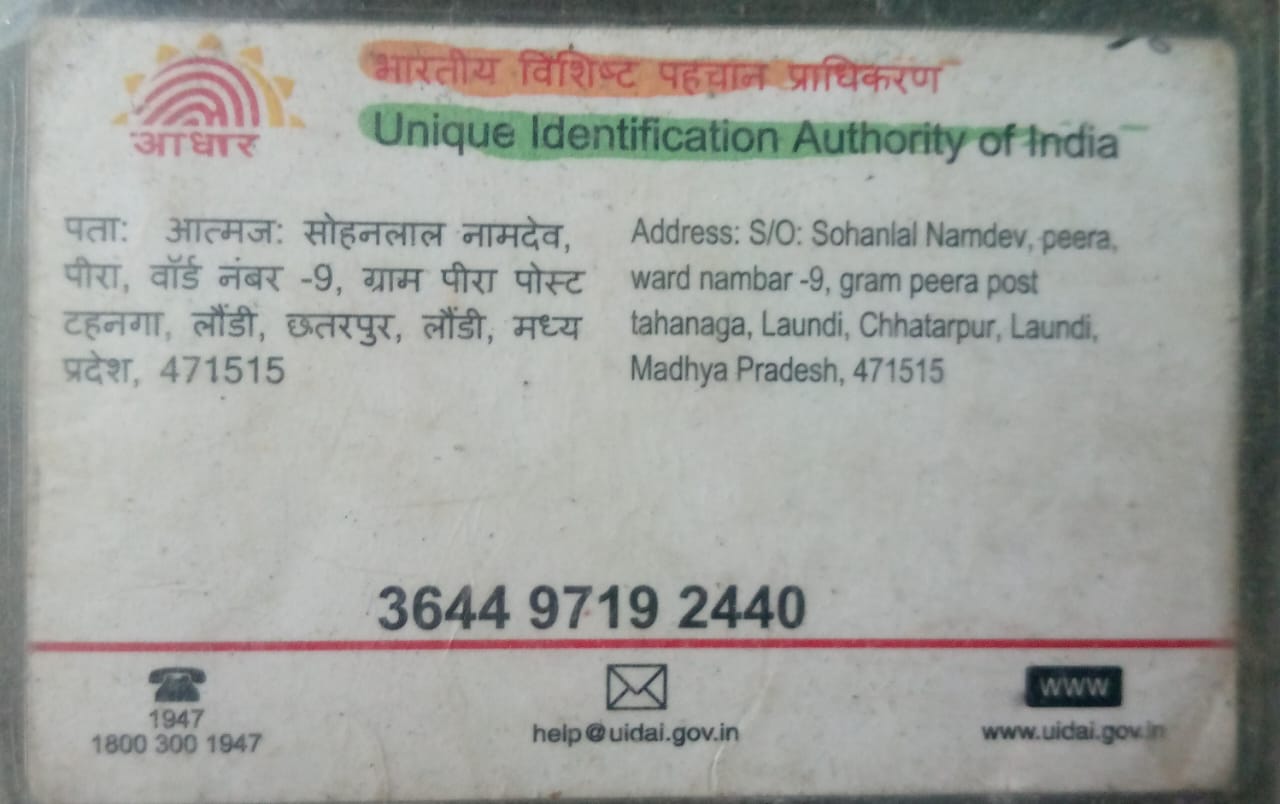 भारतीय विशिष्ट पहचान प्राधिकरण
आधार
Unique Identification Authority of India
पता: आत्मज: सोहनलाल नामदेव,
पीरा, वॉर्ड नंबर -9, ग्राम पीरा पोस्ट
टहनगा, लौंडी, छतरपुर, लौंडी, मध्य
प्रदेश, 471515
Address: S/O: Sohanlal Namdev, peera,
ward nambar -9, gram peera post
tahanaga, Laundi, Chhatarpur, Laundi,
Madhya Pradesh, 471515
3644 9719 2440
1947
1800 300 1947
help@uidai.gov.in
WWW
www.uidai.gov.in